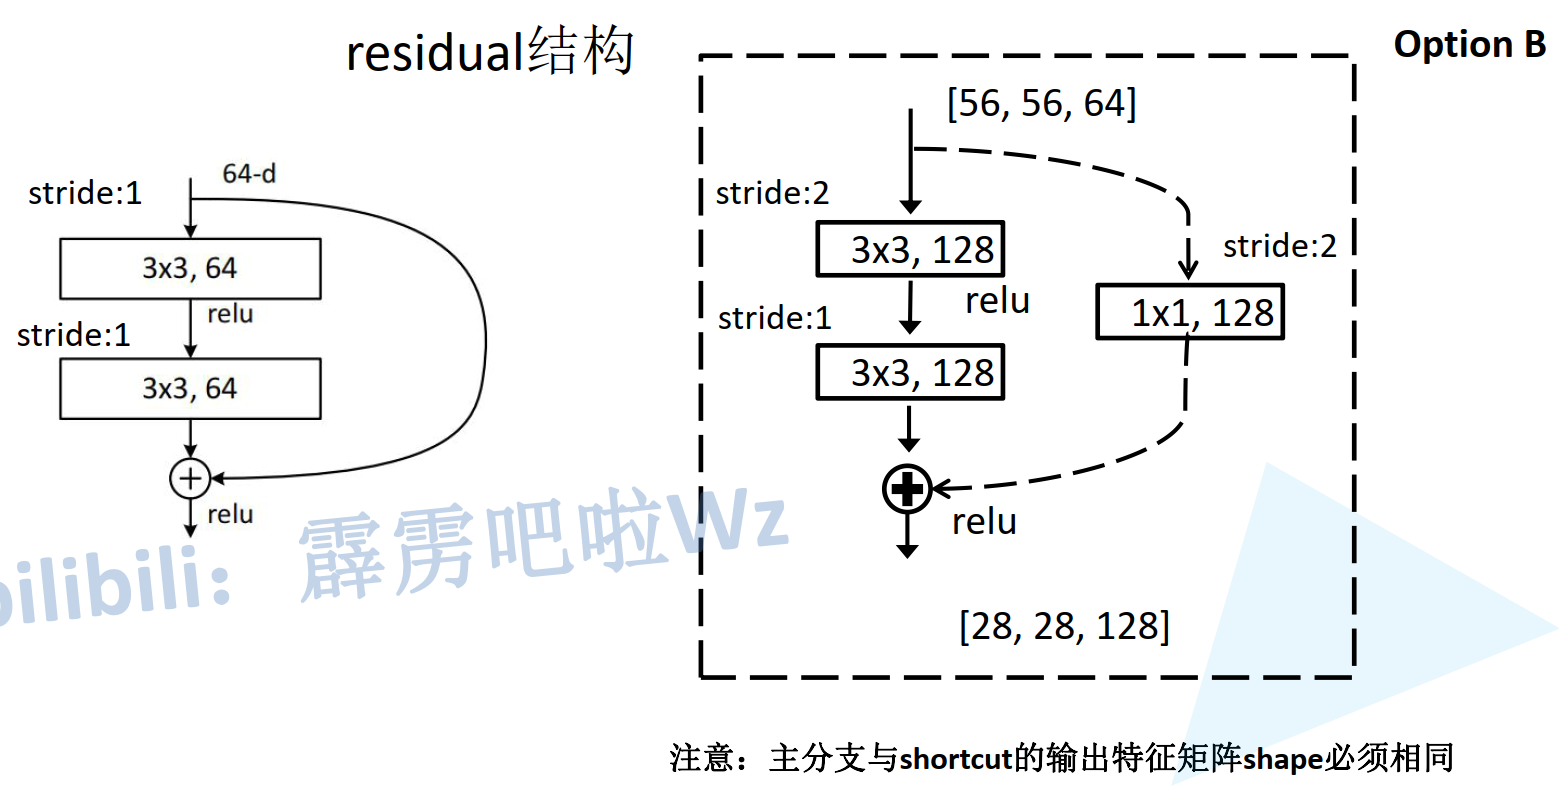 residual结构
Option B
64-d
stride:1
3x3, 64
relu
stride:1
3x3, 64
relu
[56, 56, 64]
stride:2
3x3, 128
relu
stride:1
3x3, 128
stride:2
1x1, 128
relu
[28, 28, 128]
bilibili：霹雳吧啦Wz
注意：主分支与shortcut的输出特征矩阵shape必须相同